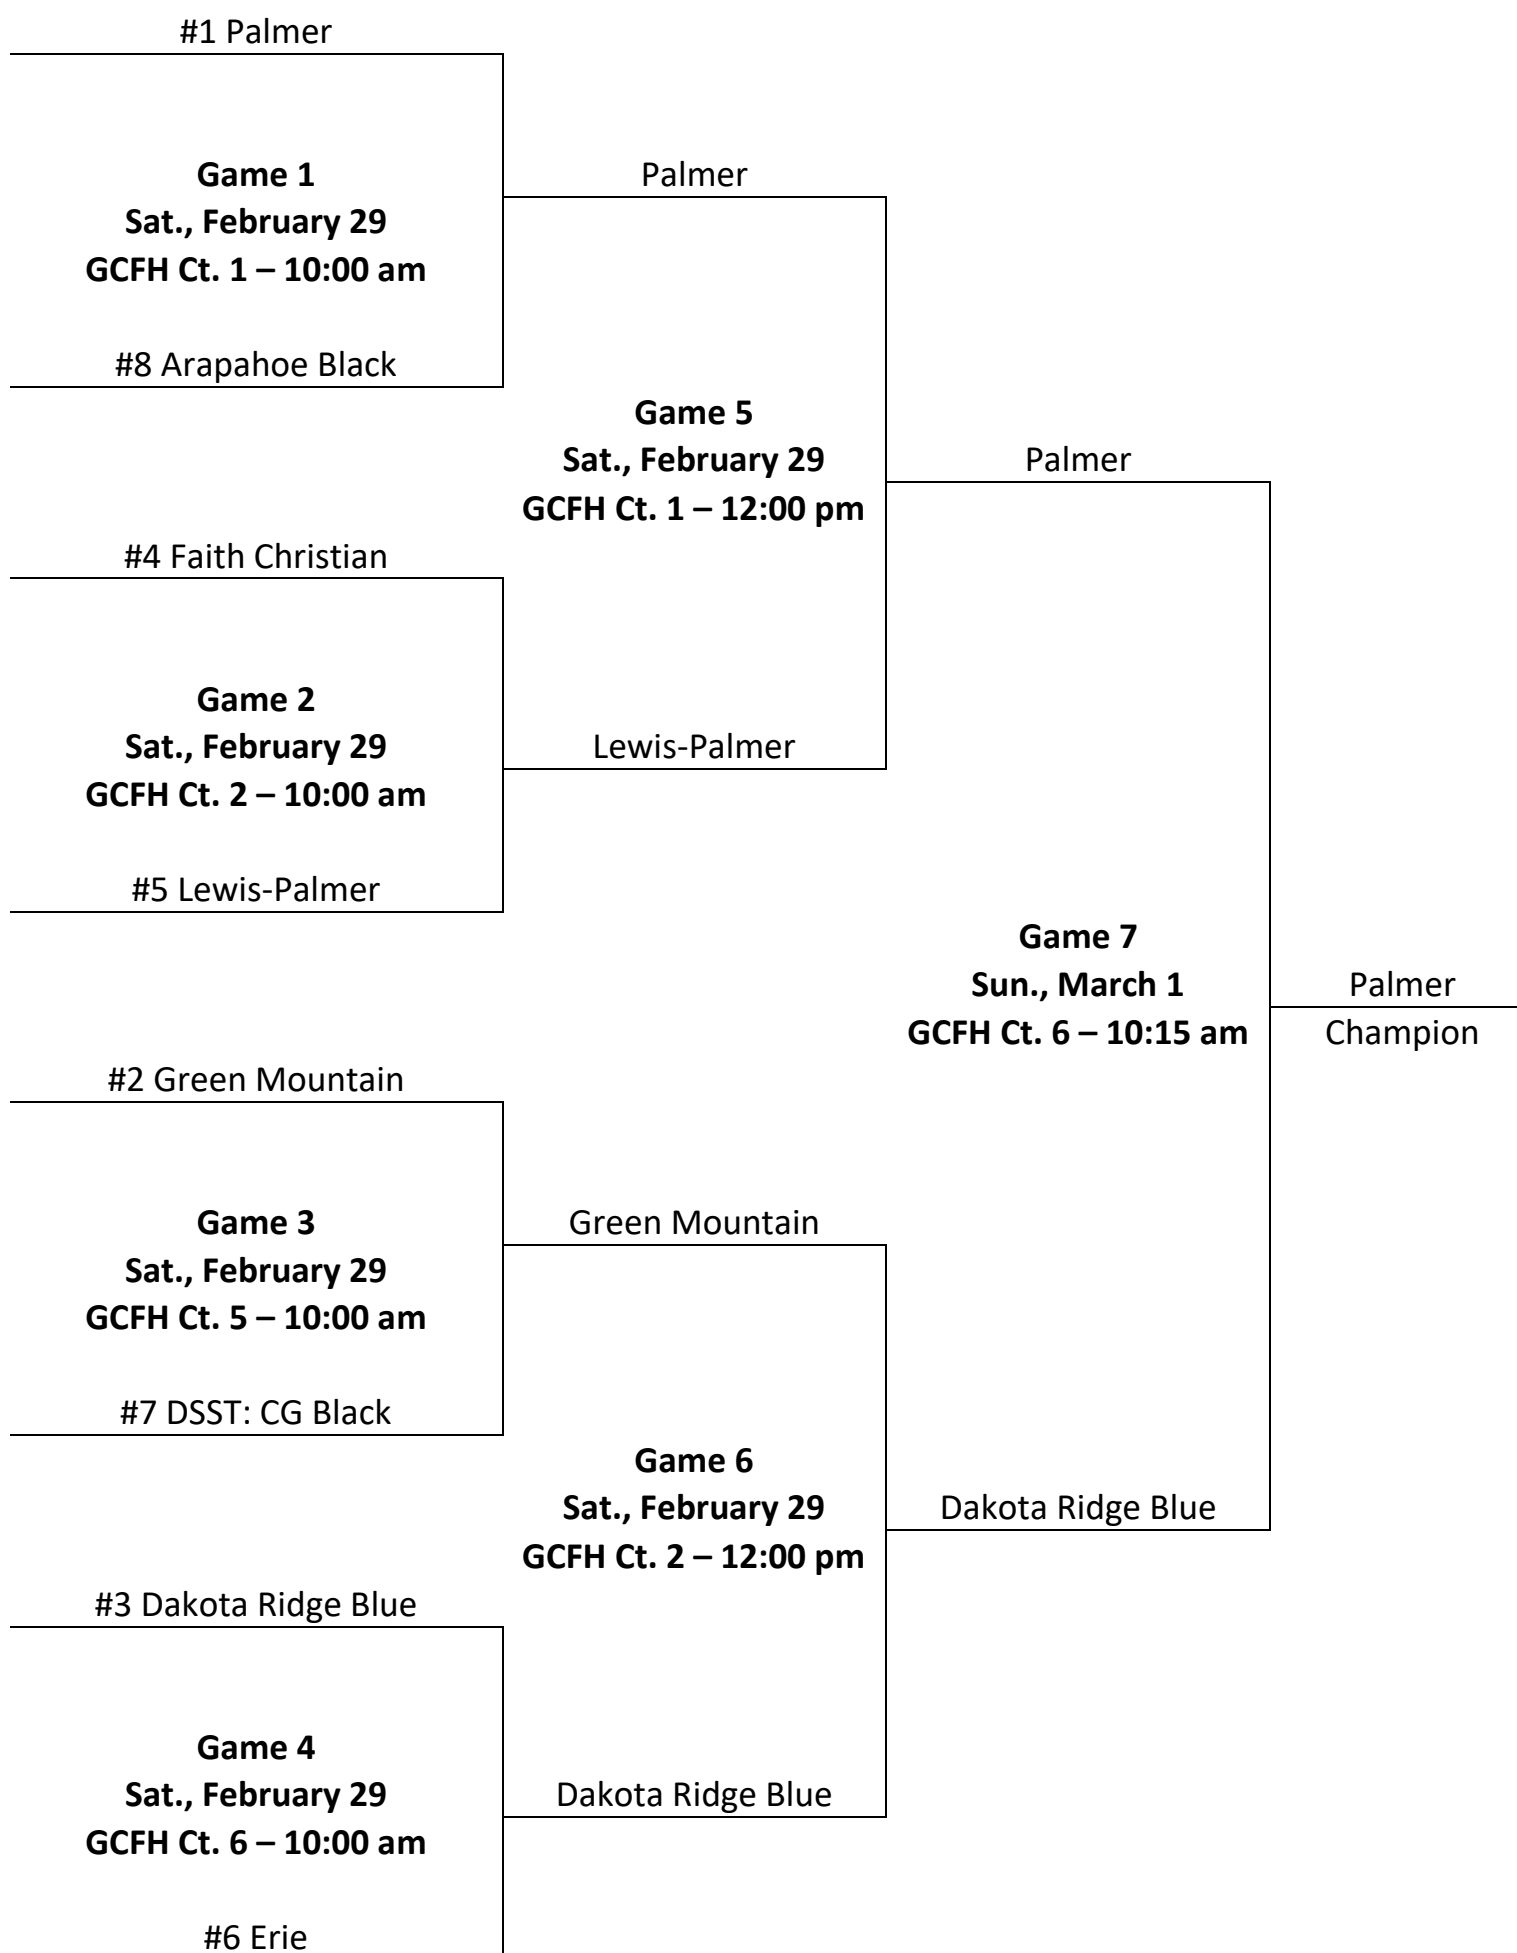 #1 Palmer
Game 1
Sat., February 29
GCFH Ct. 1 – 10:00 am
#8 Arapahoe Black
Palmer
Game 5
Sat., February 29
GCFH Ct. 1 – 12:00 pm
#4 Faith Christian
Game 2
Sat., February 29
GCFH Ct. 2 – 10:00 am
#5 Lewis-Palmer
Lewis-Palmer
Palmer
Game 7
Sun., March 1
GCFH Ct. 6 – 10:15 am
Palmer
Champion
#2 Green Mountain
Game 3
Sat., February 29
GCFH Ct. 5 – 10:00 am
#7 DSST: CG Black
Green Mountain
Game 6
Sat., February 29
GCFH Ct. 2 – 12:00 pm
Dakota Ridge Blue
#3 Dakota Ridge Blue
Game 4
Sat., February 29
GCFH Ct. 6 – 10:00 am
#6 Erie
Dakota Ridge Blue